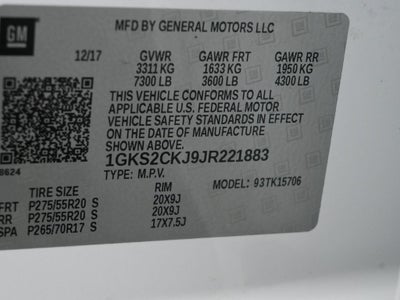 GM
MFD BY GENERAL MOTORS LLC
12/17 GVWR GAWR FRT GAWR RR
3311 KG 1633 KG 1950 KG
7300 LB 3600 LB 4300 LB
THIS VEHICLE CONFORMS TO ALL
APPLICABLE U.S. FEDERAL MOTOR
VEHICLE SAFETY STANDARDS IN EFFECT
ON THE DATE OF MANUFACTURE
SHOWN ABOVE.
1GKS2CKJ9JR221883
8624 TYPE: M.P.V. MODEL: 93TK15706
TIRE SIZE RIM
FRT P275/55R20 S 20X9J
RR P275/55R20 S 20X9J
SPA P265/70R17 S 17X7.5J